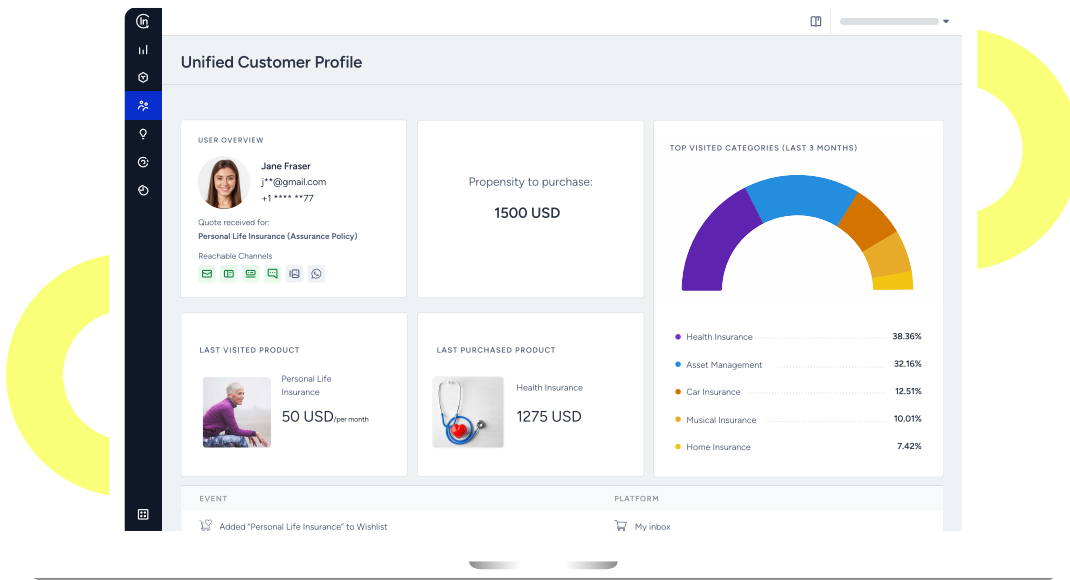 In
Unified Customer Profile
USER OVERVIEW
Jane Fraser
j**@gmail.com
+1 **** **77
Quote received for:
Personal Life Insurance (Assurance Policy)
Reachable Channels
Propensity to purchase:
1500 USD
TOP VISITED CATEGORIES (LAST 3 MONTHS)
Health Insurance 38.36%
Asset Management 32.16%
Car Insurance 12.51%
Musical Insurance 10.01%
Home Insurance 7.42%
LAST VISITED PRODUCT
Personal Life
Insurance
50 USD/per month
LAST PURCHASED PRODUCT
Health Insurance
1275 USD
EVENT PLATFORM
Added "Personal Life Insurance" to Wishlist My inbox